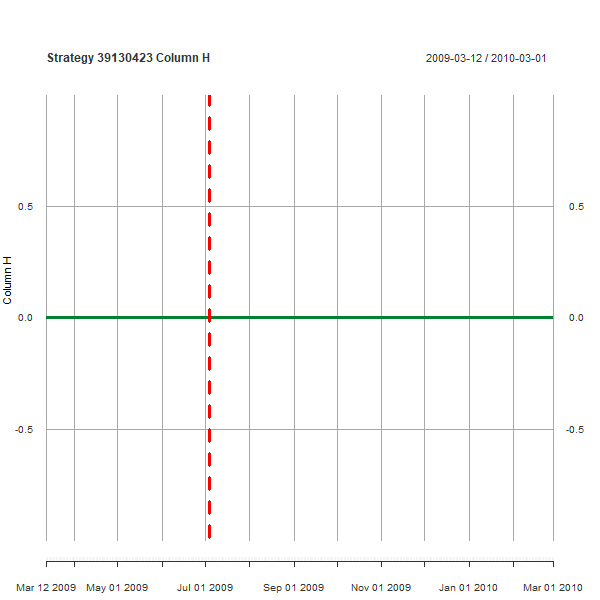 Strategy 39130423 Column H
2009-03-12 / 2010-03-01
0.5
0.5
Column H
0.0
0.0
-0.5
-0.5
Mar 12 2009
May 01 2009
Jul 01 2009
Sep 01 2009
Nov 01 2009
Jan 01 2010
Mar 01 2010